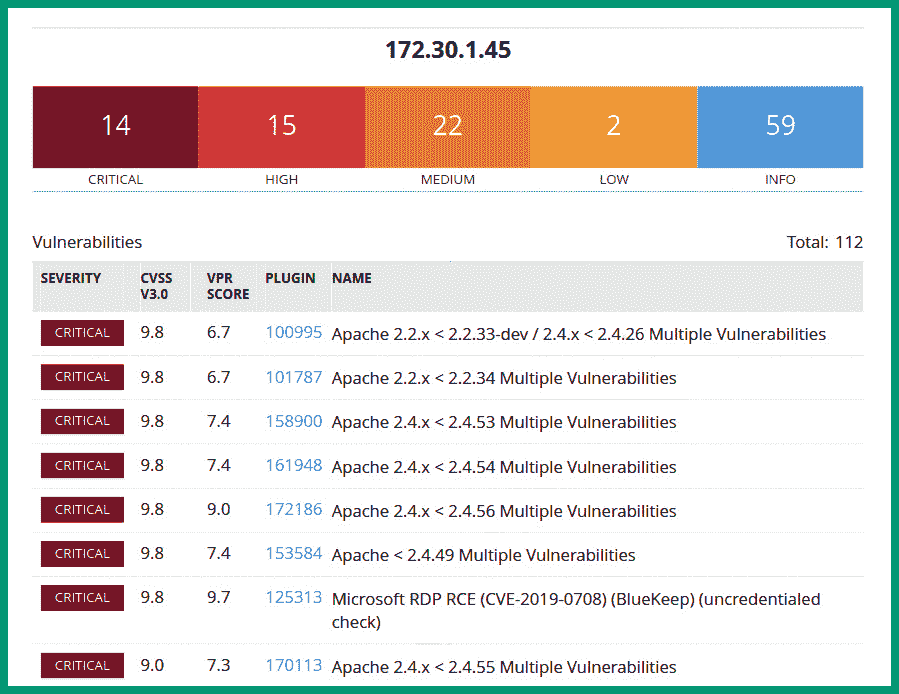 172.30.1.45
14 15 22 2 59
CRITICAL HIGH MEDIUM LOW INFO
Vulnerabilities Total: 112
SEVERITY CVSS V3.0 VPR SCORE PLUGIN NAME
CRITICAL 9.8 6.7 100995 Apache 2.2.x < 2.2.33-dev / 2.4.x < 2.4.26 Multiple Vulnerabilities
CRITICAL 9.8 6.7 101787 Apache 2.2.x < 2.2.34 Multiple Vulnerabilities
CRITICAL 9.8 7.4 158900 Apache 2.4.x < 2.4.53 Multiple Vulnerabilities
CRITICAL 9.8 7.4 161948 Apache 2.4.x < 2.4.54 Multiple Vulnerabilities
CRITICAL 9.8 9.0 172186 Apache 2.4.x < 2.4.56 Multiple Vulnerabilities
CRITICAL 9.8 7.4 153584 Apache < 2.4.49 Multiple Vulnerabilities
CRITICAL 9.8 9.7 125313 Microsoft RDP RCE (CVE-2019-0708) (BlueKeep) (uncredentialed
check)
CRITICAL 9.0 7.3 170113 Apache 2.4.x < 2.4.55 Multiple Vulnerabilities